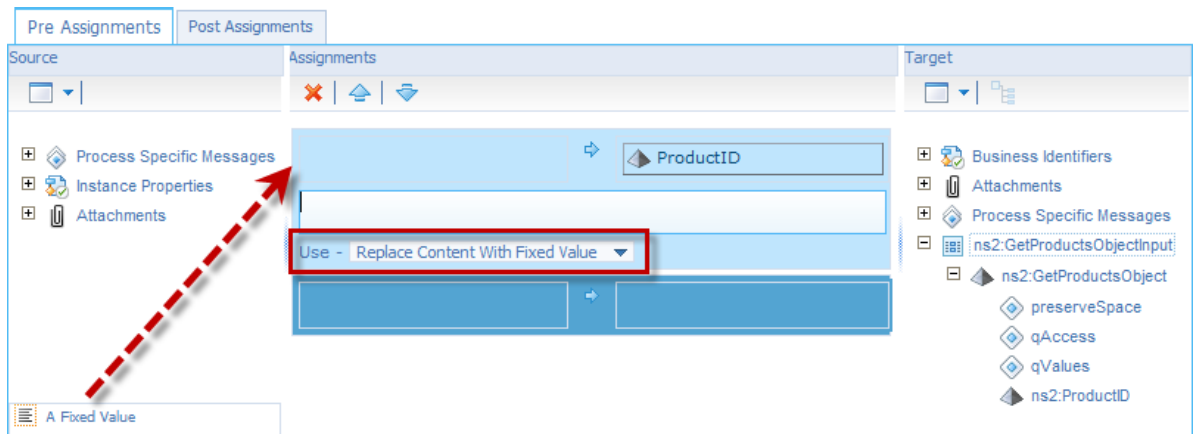 Pre Assignments Post Assignments
Source Assignments Target
ProductID
Process Specific Messages
Instance Properties
Attachments
Use - Replace Content With Fixed Value
A Fixed Value
Business Identifiers
Attachments
Process Specific Messages
ns2:GetProductsObjectInput
ns2:GetProductsObject
preserveSpace
qAccess
qValues
ns2:ProductID